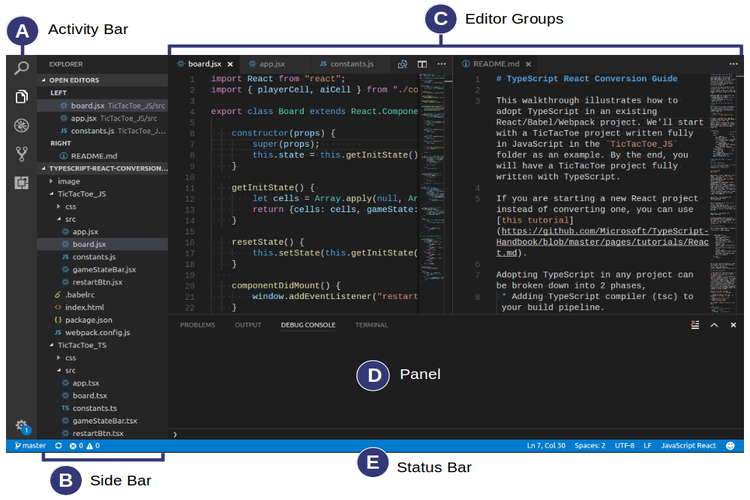 A Activity Bar
C Editor Groups
EXPLORER
OPEN EDITORS
LEFT
board.jsx TicTacToe_JS/src
app.jsx TicTacToe_JS/src
constants.js TicTacToe_J...
RIGHT
README.md
TYPESCRIPT-REACT-CONVERSION...
image
TicTacToe_JS
css
src
app.jsx
board.jsx
constants.js
gameStateBar.jsx
restartBtn.jsx
.babelrc
index.html
package.json
webpack.config.js
TicTacToe_TS
css
src
app.tsx
board.tsx
TS constants.ts
gameStateBar.tsx
restartBtn.tsx
board.jsx × app.jsx constants.js ...
1 import React from "react";
2 import { playerCell, aiCell } from "./co
3
4 export class Board extends React.Compone
5
6 constructor(props) {
7 super(props);
8 this.state = this.getInitState()
9 }
10
11 getInitState() {
12 let cells = Array.apply(null, Ar
13 return {cells: cells, gameState:
14 }
15
16 resetState() {
17 this.setState(this.getInitState(
18 }
19
20 componentDidMount() {
21 window.addEventListener("restart
22 }
README.md × ...
1 # TypeScript React Conversion Guide
2
3 This walkthrough illustrates how to
adopt TypeScript in an existing
React/Babel/Webpack project. We'll start
with a TicTacToe project written fully
in JavaScript in the `TicTacToe_JS`
folder as an example. By the end, you
will have a TicTacToe project fully
written with TypeScript.
4
5 If you are starting a new React project
instead of converting one, you can use
[this tutorial]
(https://github.com/Microsoft/TypeScript-
Handbook/blob/master/pages/tutorials/Reac
t.md).
6
7 Adopting TypeScript in any project can
be broken down into 2 phases,
8 * Adding TypeScript compiler (tsc) to
your build pipeline.
PROBLEMS OUTPUT DEBUG CONSOLE TERMINAL
D Panel
1
master 0 0 Ln 7, Col 30 Spaces: 2 UTF-8 LF JavaScript React
B Side Bar
E Status Bar